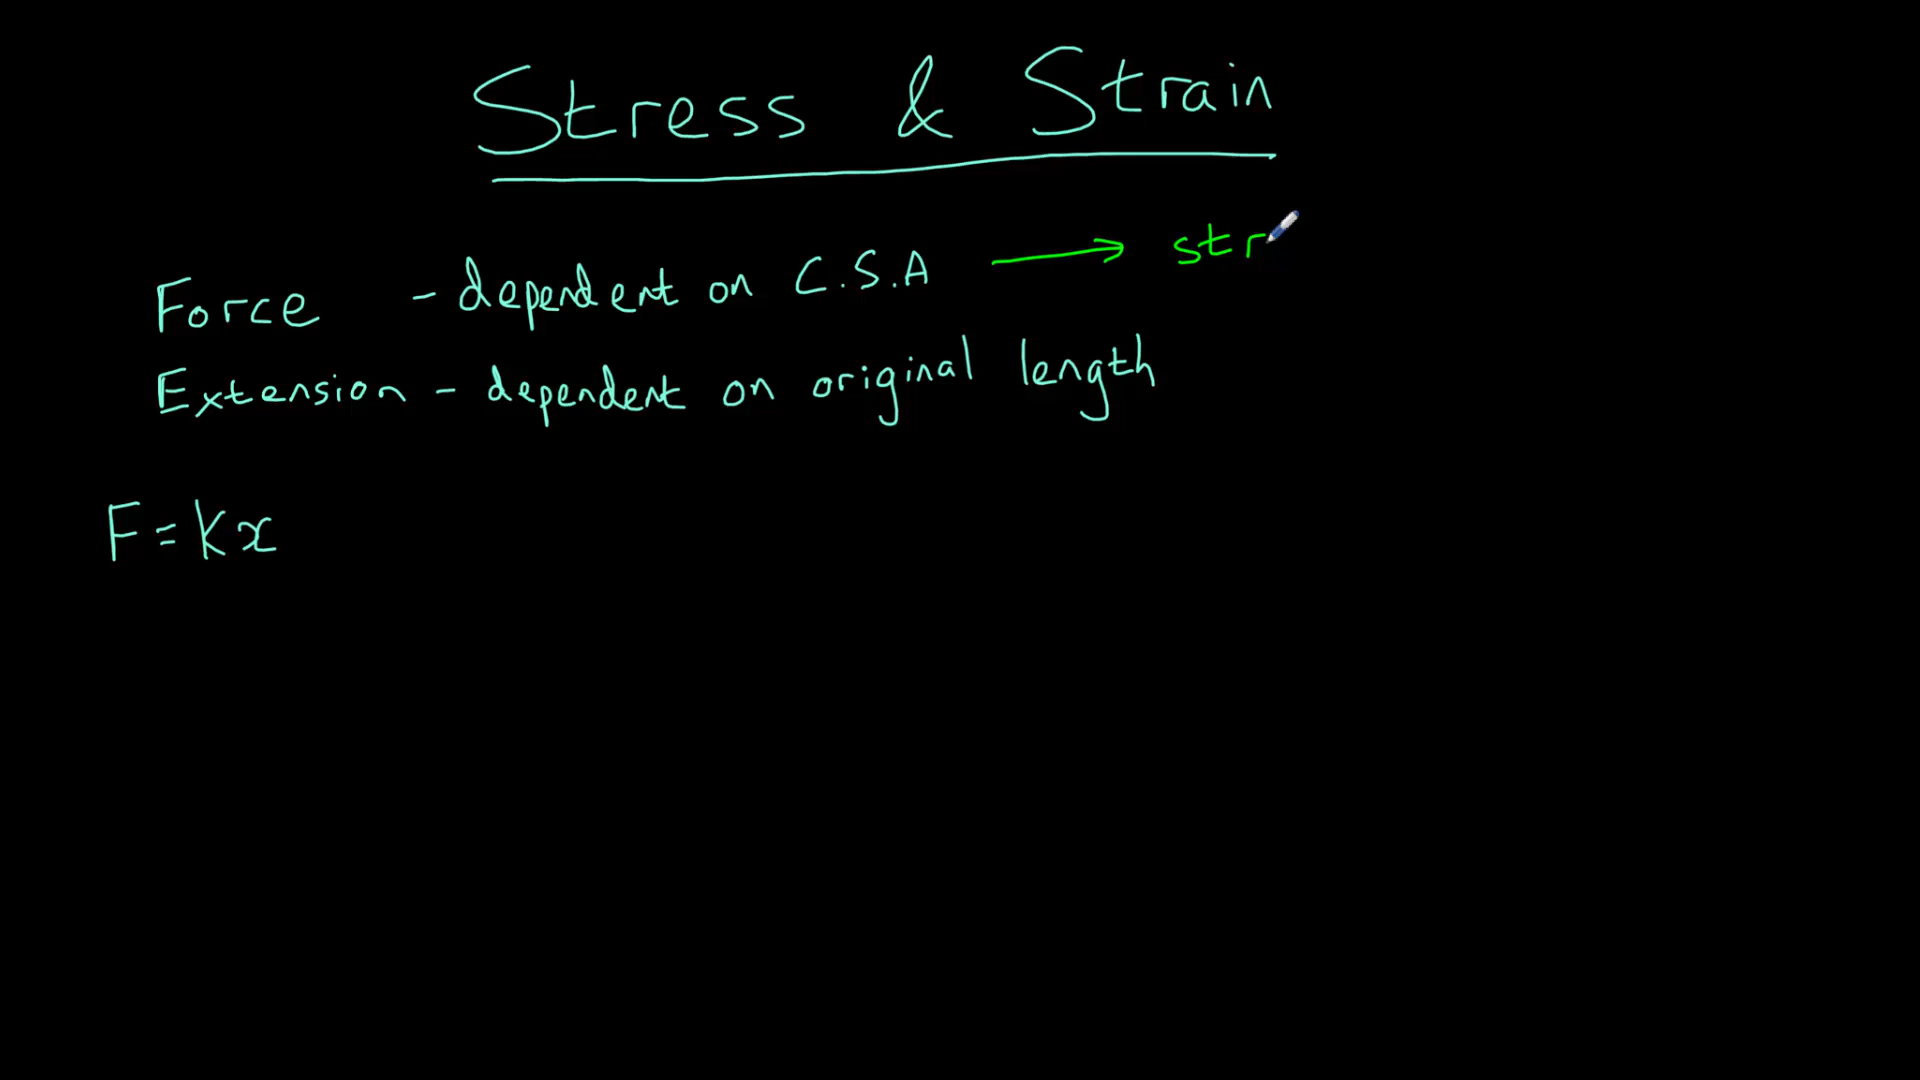 Stress & Strain
Force - dependent on C.S.A → str
Extension - dependent on original length
F = kx